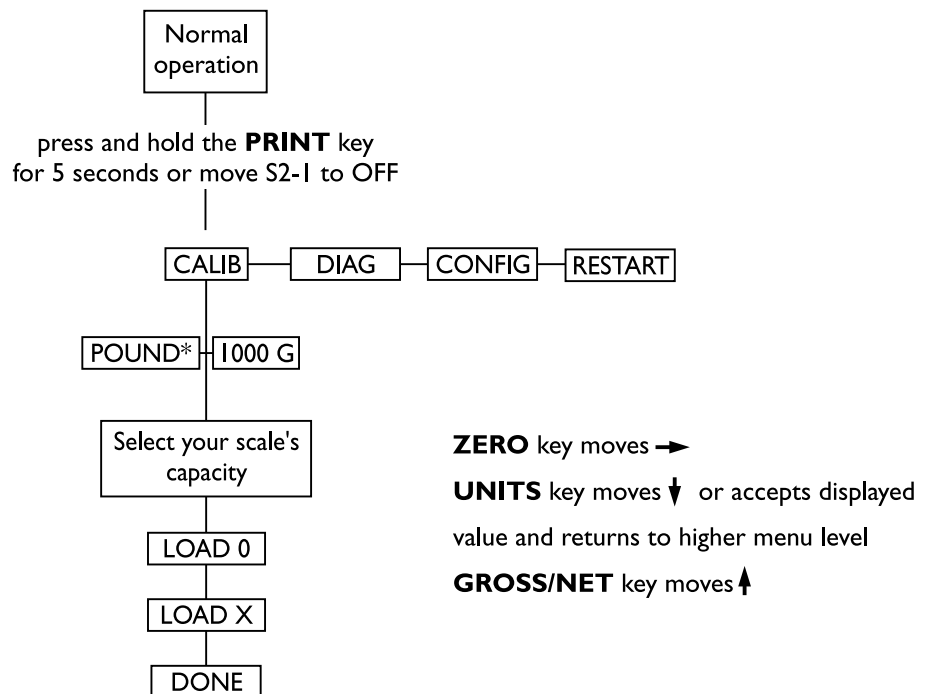 Normal
operation
press and hold the PRINT key
for 5 seconds or move S2-1 to OFF
CALIB DIAG CONFIG RESTART
POUND* 1000 G
Select your scale's
capacity
LOAD 0
LOAD X
DONE
ZERO key moves →
UNITS key moves ↓ or accepts displayed
value and returns to higher menu level
GROSS/NET key moves ↑